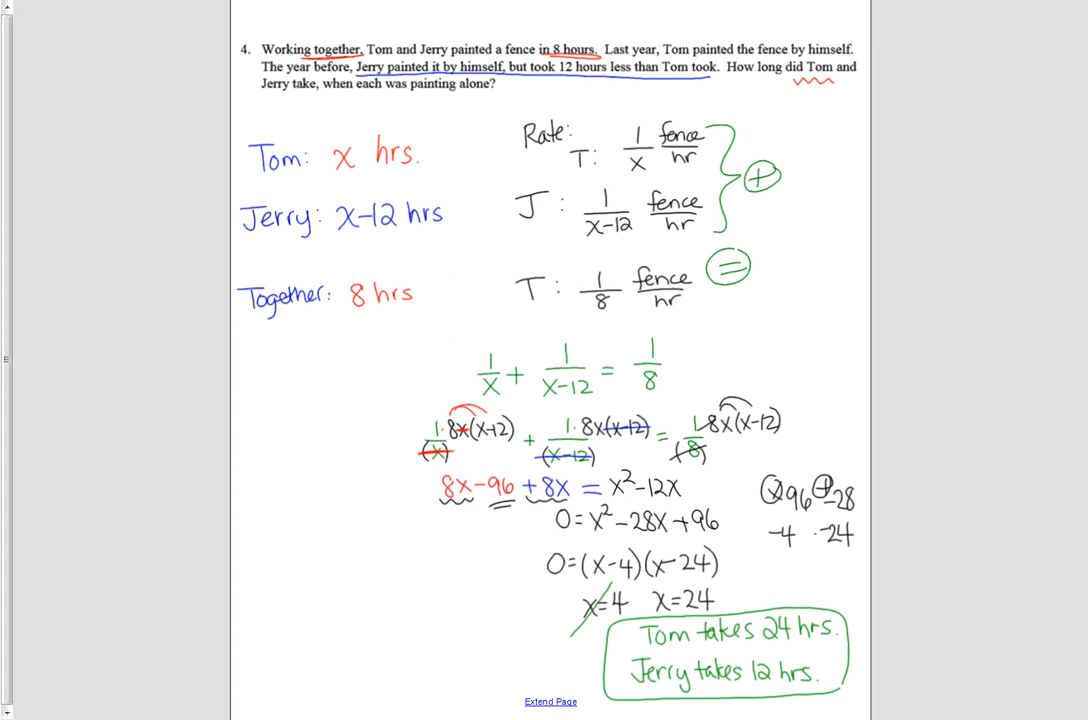 4. Working together, Tom and Jerry painted a fence in 8 hours. Last year, Tom painted the fence by himself.
The year before, Jerry painted it by himself, but took 12 hours less than Tom took. How long did Tom and
Jerry take, when each was painting alone?
Tom: x hrs.
Jerry: x-12 hrs
Together: 8 hrs
Rate:
T: 1/x fence/hr
J: 1/(x-12) fence/hr
+
T: 1/8 fence/hr
=
1/x + 1/(x-12) = 1/8
1·8x(x-12)/(x) + 1·8x(x-12)/(x-12) = 1·8x(x-12)/(8)
8x-96+8x = x²-12x
0=x²-28x+96
0=(x-4)(x-24)
x=4 x=24
x 96 + -28
-4 · -24
Tom takes 24 hrs.
Jerry takes 12 hrs.
Extend Page